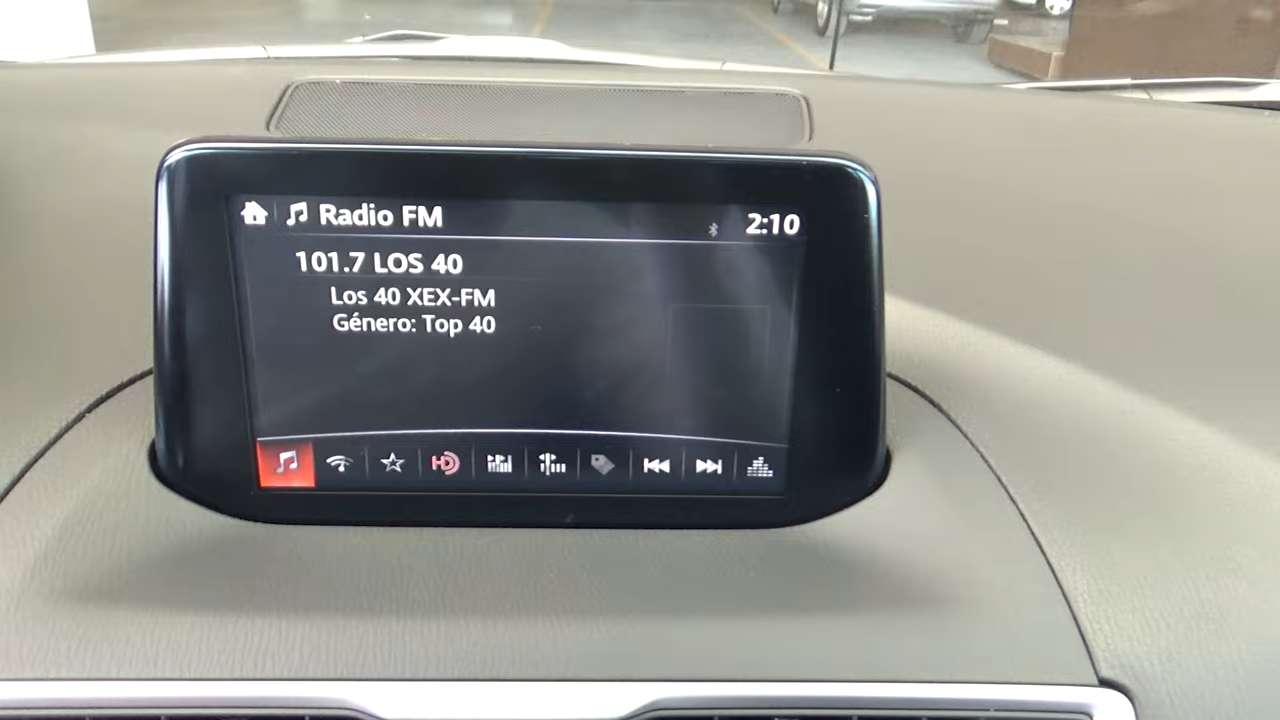 Radio FM
2:10
101.7 LOS 40
Los 40 XEX-FM
Género: Top 40
HD